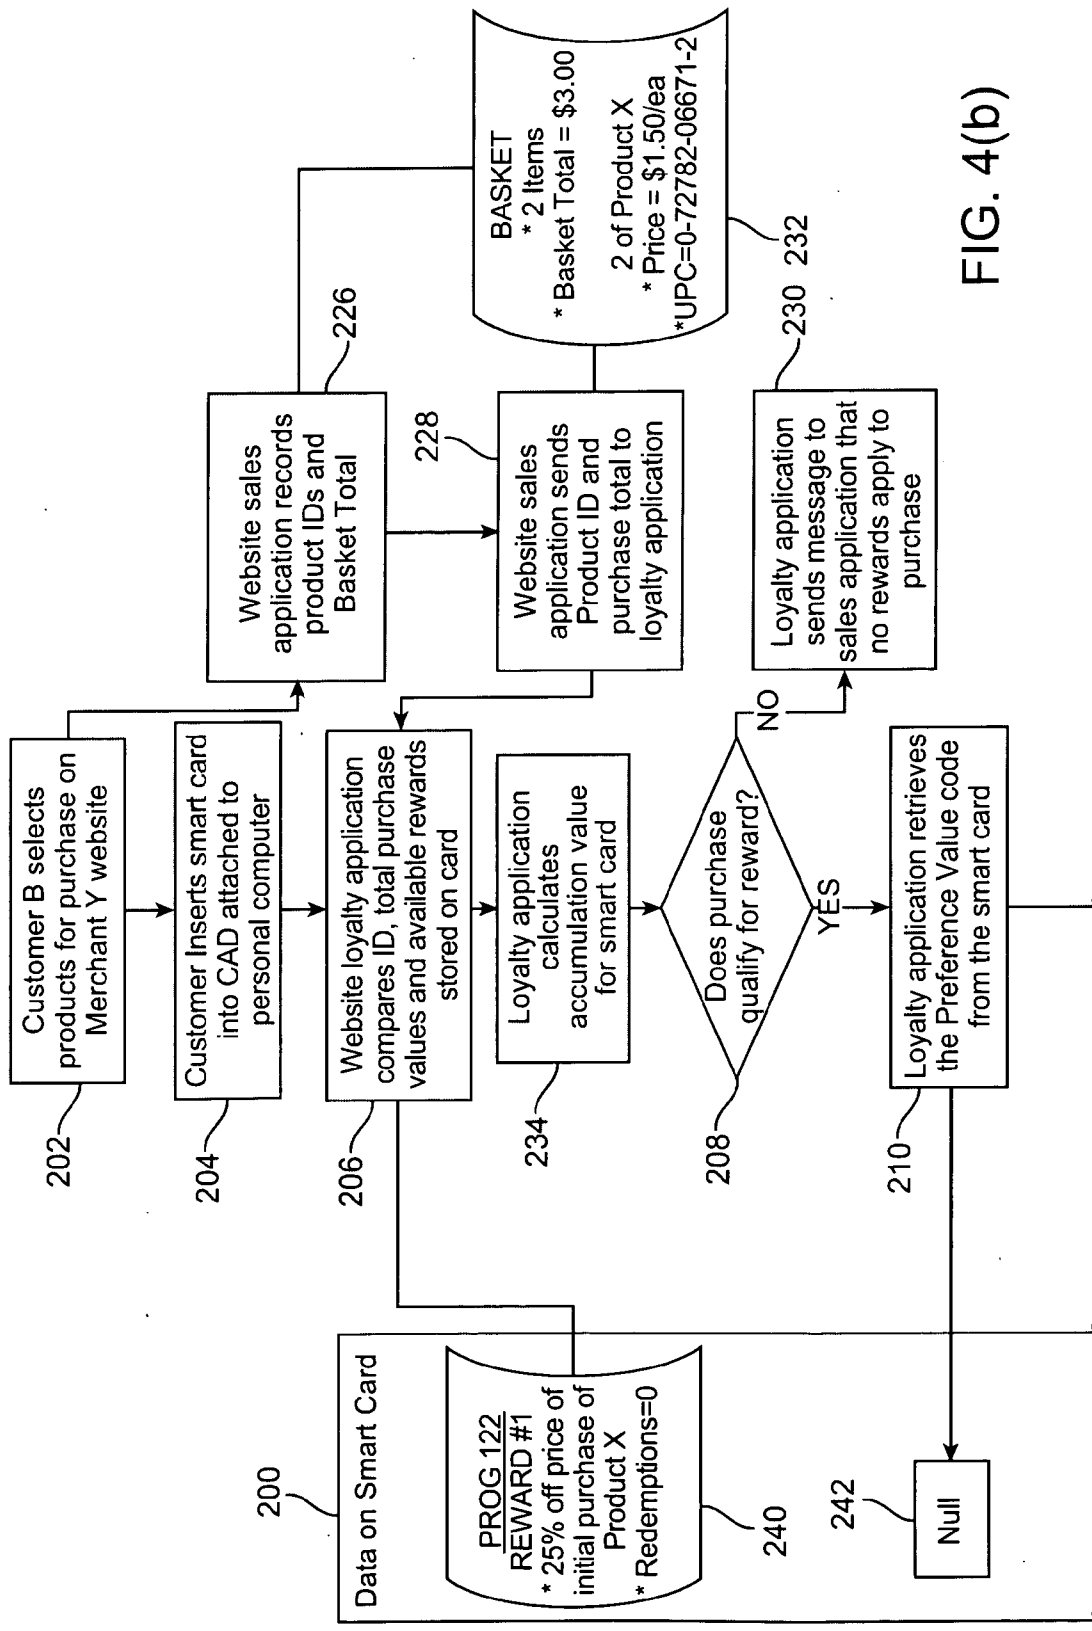 Customer B selects
products for purchase on
Merchant Y website
202
Customer Inserts smart card
into CAD attached to
personal computer
204
Website sales
application records
product IDs and
Basket Total
226
BASKET
* 2 Items
* Basket Total = $3.00
2 of Product X
* Price = $1.50/ea
*UPC=0-72782-06671-2
232
Website loyalty application
compares ID, total purchase
values and available rewards
stored on card
206
Website sales
application sends
Product ID and
purchase total to
loyalty application
228
Loyalty application
calculates
accumulation value
for smart card
234
Does purchase
qualify for reward?
208
NO
YES
Loyalty application
sends message to
sales application that
no rewards apply to
purchase
230
Loyalty application retrieves
the Preference Value code
from the smart card
210
200
Data on Smart Card
PROG 122
REWARD #1
* 25% off price of
initial purchase of
Product X
* Redemptions=0
240
242
Null
FIG. 4(b)